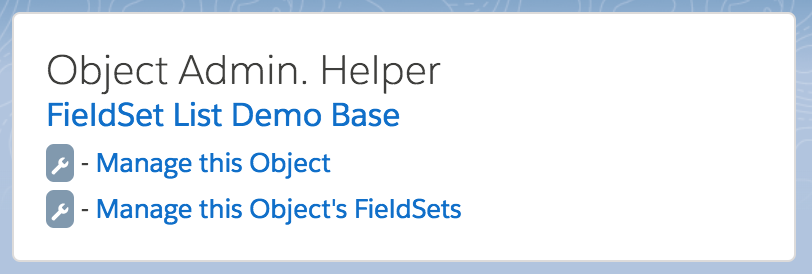 Object Admin. Helper
FieldSet List Demo Base
- Manage this Object
- Manage this Object's FieldSets